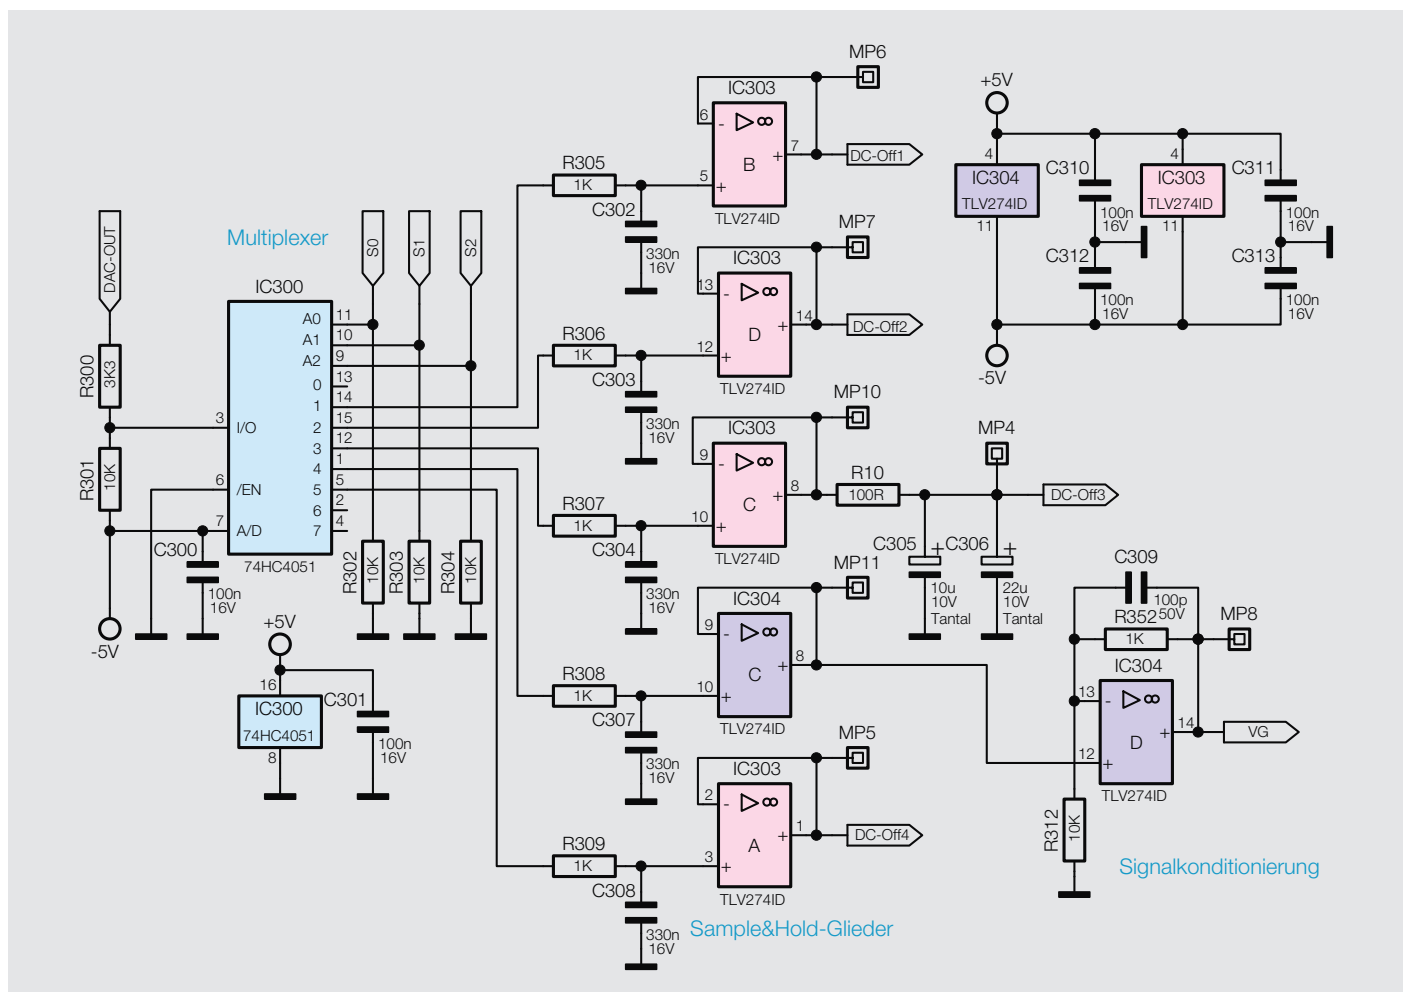 Multiplexer
DAC-OUT
S0
S1
S2
IC300
A0
11
A1
10
A2
9
0
13
1
14
2
15
3
12
4
1
5
5
6
2
7
4
3
I/O
6
/EN
7
A/D
74HC4051
R300
3K3
R301
10K
C300
100n
16V
-5V
R302
10K
R303
10K
R304
10K
+5V
16
IC300
74HC4051
8
C301
100n
16V
R305
1K
C302
330n
16V
IC303
6
-
▷∞
B
+
7
5
+
TLV274ID
MP6
DC-Off1
R306
1K
C303
330n
16V
MP7
IC303
13
-
▷∞
D
+
14
12
+
TLV274ID
DC-Off2
R307
1K
C304
330n
16V
MP10
IC303
9
-
▷∞
C
+
8
10
+
TLV274ID
R10
100R
MP4
DC-Off3
C305
+
10u
10V
Tantal
C306
+
22u
10V
Tantal
R308
1K
C307
330n
16V
MP11
IC304
9
-
▷∞
C
+
8
10
+
TLV274ID
R309
1K
C308
330n
16V
MP5
IC303
2
-
▷∞
A
+
1
3
+
TLV274ID
DC-Off4
Sample&Hold-Glieder
+5V
4
IC304
TLV274ID
11
-5V
C310
100n
16V
C312
100n
16V
4
IC303
TLV274ID
11
C311
100n
16V
C313
100n
16V
C309
100p
50V
R352
1K
MP8
IC304
13
-
▷∞
D
+
14
12
+
TLV274ID
VG
R312
10K
Signalkonditionierung